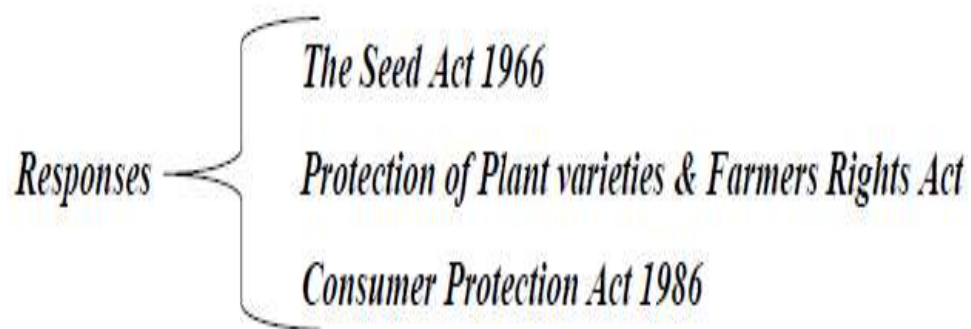 The Seed Act 1966
Responses
Protection of Plant varieties & Farmers Rights Act
Consumer Protection Act 1986